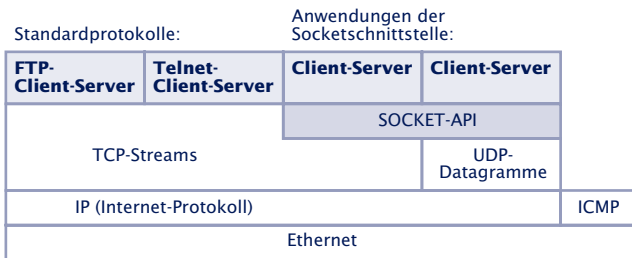 Standardprotokolle:
Anwendungen der
Socketschnittstelle:
FTP-
Client-Server
Telnet-
Client-Server
Client-Server
Client-Server
SOCKET-API
TCP-Streams
UDP-
Datagramme
IP (Internet-Protokoll)
ICMP
Ethernet